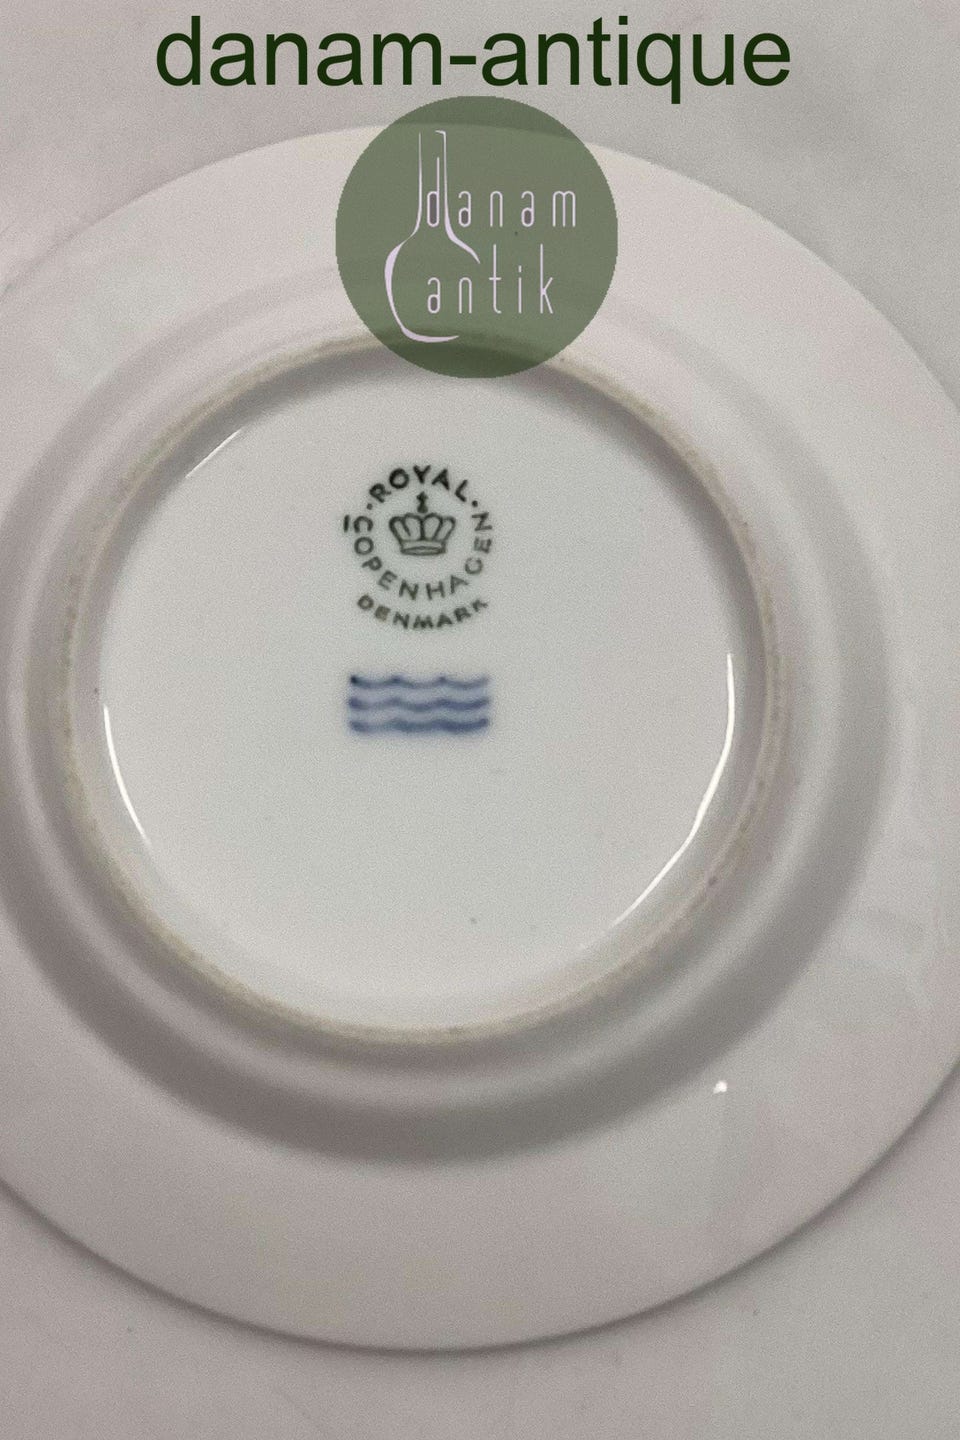 danam-antique
danam
antik
ROYAL
COPENHAGEN
DENMARK